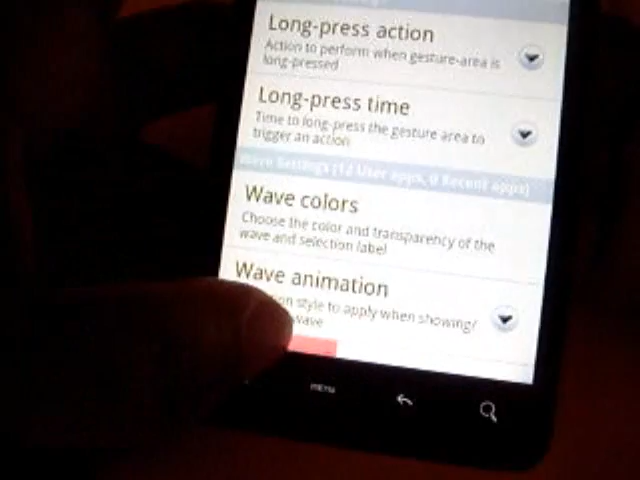 Long-press action
Action to perform when gesture-area is
long-pressed
Long-press time
Time to long-press the gesture area to
trigger an action
Wave Settings (12 User apps, 0 Recent apps)
Wave colors
Choose the color and transparency of the
wave and selection label
Wave animation
on style to apply when showing/
wave
MENU